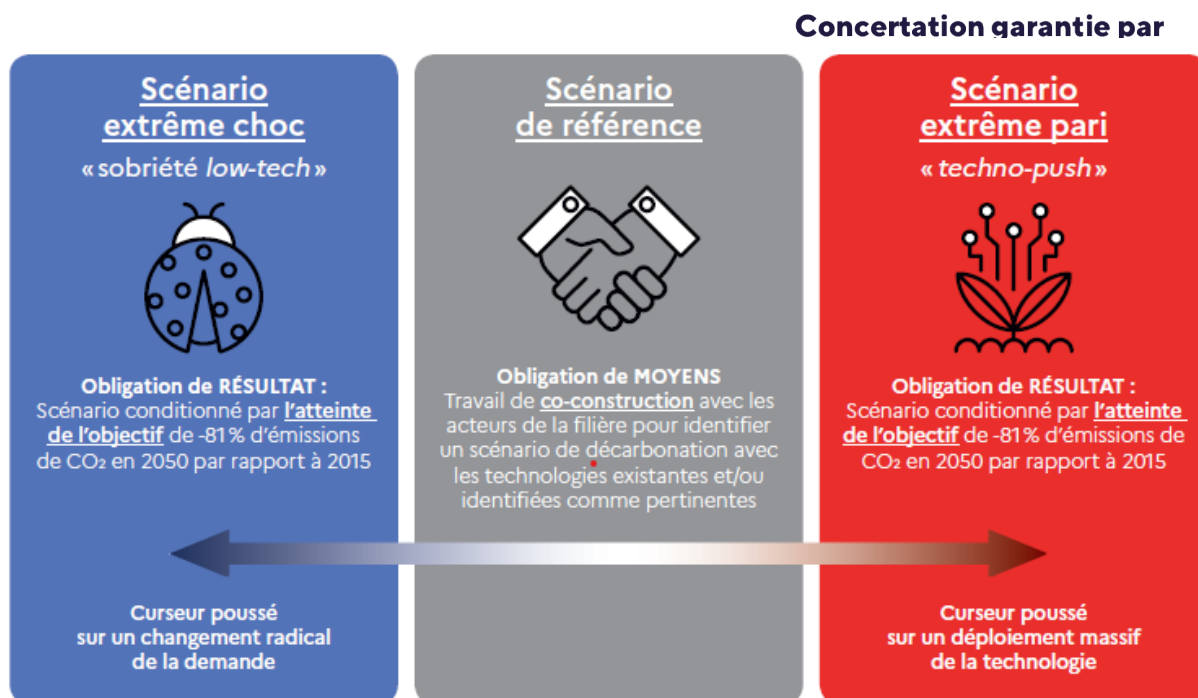 Concertation garantie par
Scénario
extrême choc
« sobriété low-tech »
Obligation de RÉSULTAT :
Scénario conditionné par l'atteinte
de l'objectif de -81 % d'émissions
de CO₂ en 2050 par rapport à 2015
Curseur poussé
sur un changement radical
de la demande
Scénario
de référence
Obligation de MOYENS
Travail de co-construction avec les
acteurs de la filière pour identifier
un scénario de décarbonation avec
les technologies existantes et/ou
identifiées comme pertinentes
Scénario
extrême pari
« techno-push »
Obligation de RÉSULTAT :
Scénario conditionné par l'atteinte
de l'objectif de -81 % d'émissions de
CO₂ en 2050 par rapport à 2015
Curseur poussé
sur un déploiement massif
de la technologie